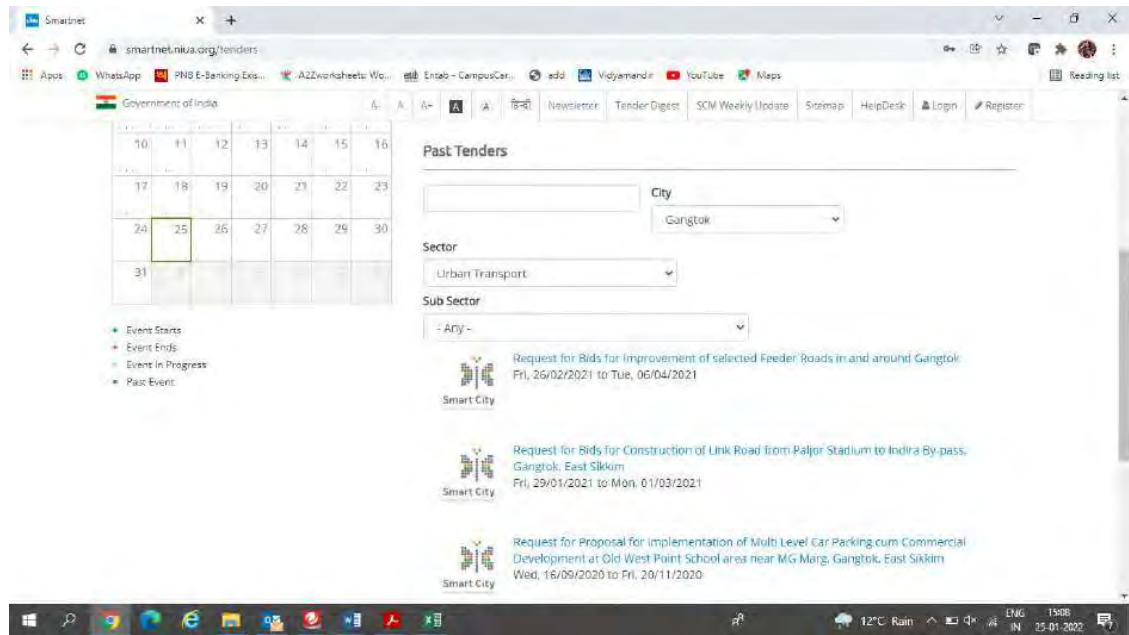 Smartnet
smartnet.niua.org/tenders
Apps WhatsApp PNB E-Banking Exis... A2Zworksheets: Wo... Entab - CampusCar... add Vidyamandir YouTube Maps Reading list
Government of India A- A A+ A A हिन्दी Newsletter Tender Digest SCM Weekly Update Sitemap HelpDesk Login Register
10 11 12 13 14 15 16
17 18 19 20 21 22 23
24 25 26 27 28 29 30
31
Event Starts
Event Ends
Event in Progress
Past Event
Past Tenders
City
Gangtok
Sector
Urban Transport
Sub Sector
- Any -
Smart City
Request for Bids for Improvement of selected Feeder Roads in and around Gangtok
Fri, 26/02/2021 to Tue, 06/04/2021
Smart City
Request for Bids for Construction of Link Road from Paljor Stadium to Indira By-pass,
Gangtok, East Sikkim
Fri, 29/01/2021 to Mon, 01/03/2021
Smart City
Request for Proposal for Implementation of Multi Level Car Parking cum Commercial
Development at Old West Point School area near MG Marg, Gangtok, East Sikkim
Wed, 16/09/2020 to Fri, 20/11/2020
12°C Rain ENG IN 15:08 25-01-2022